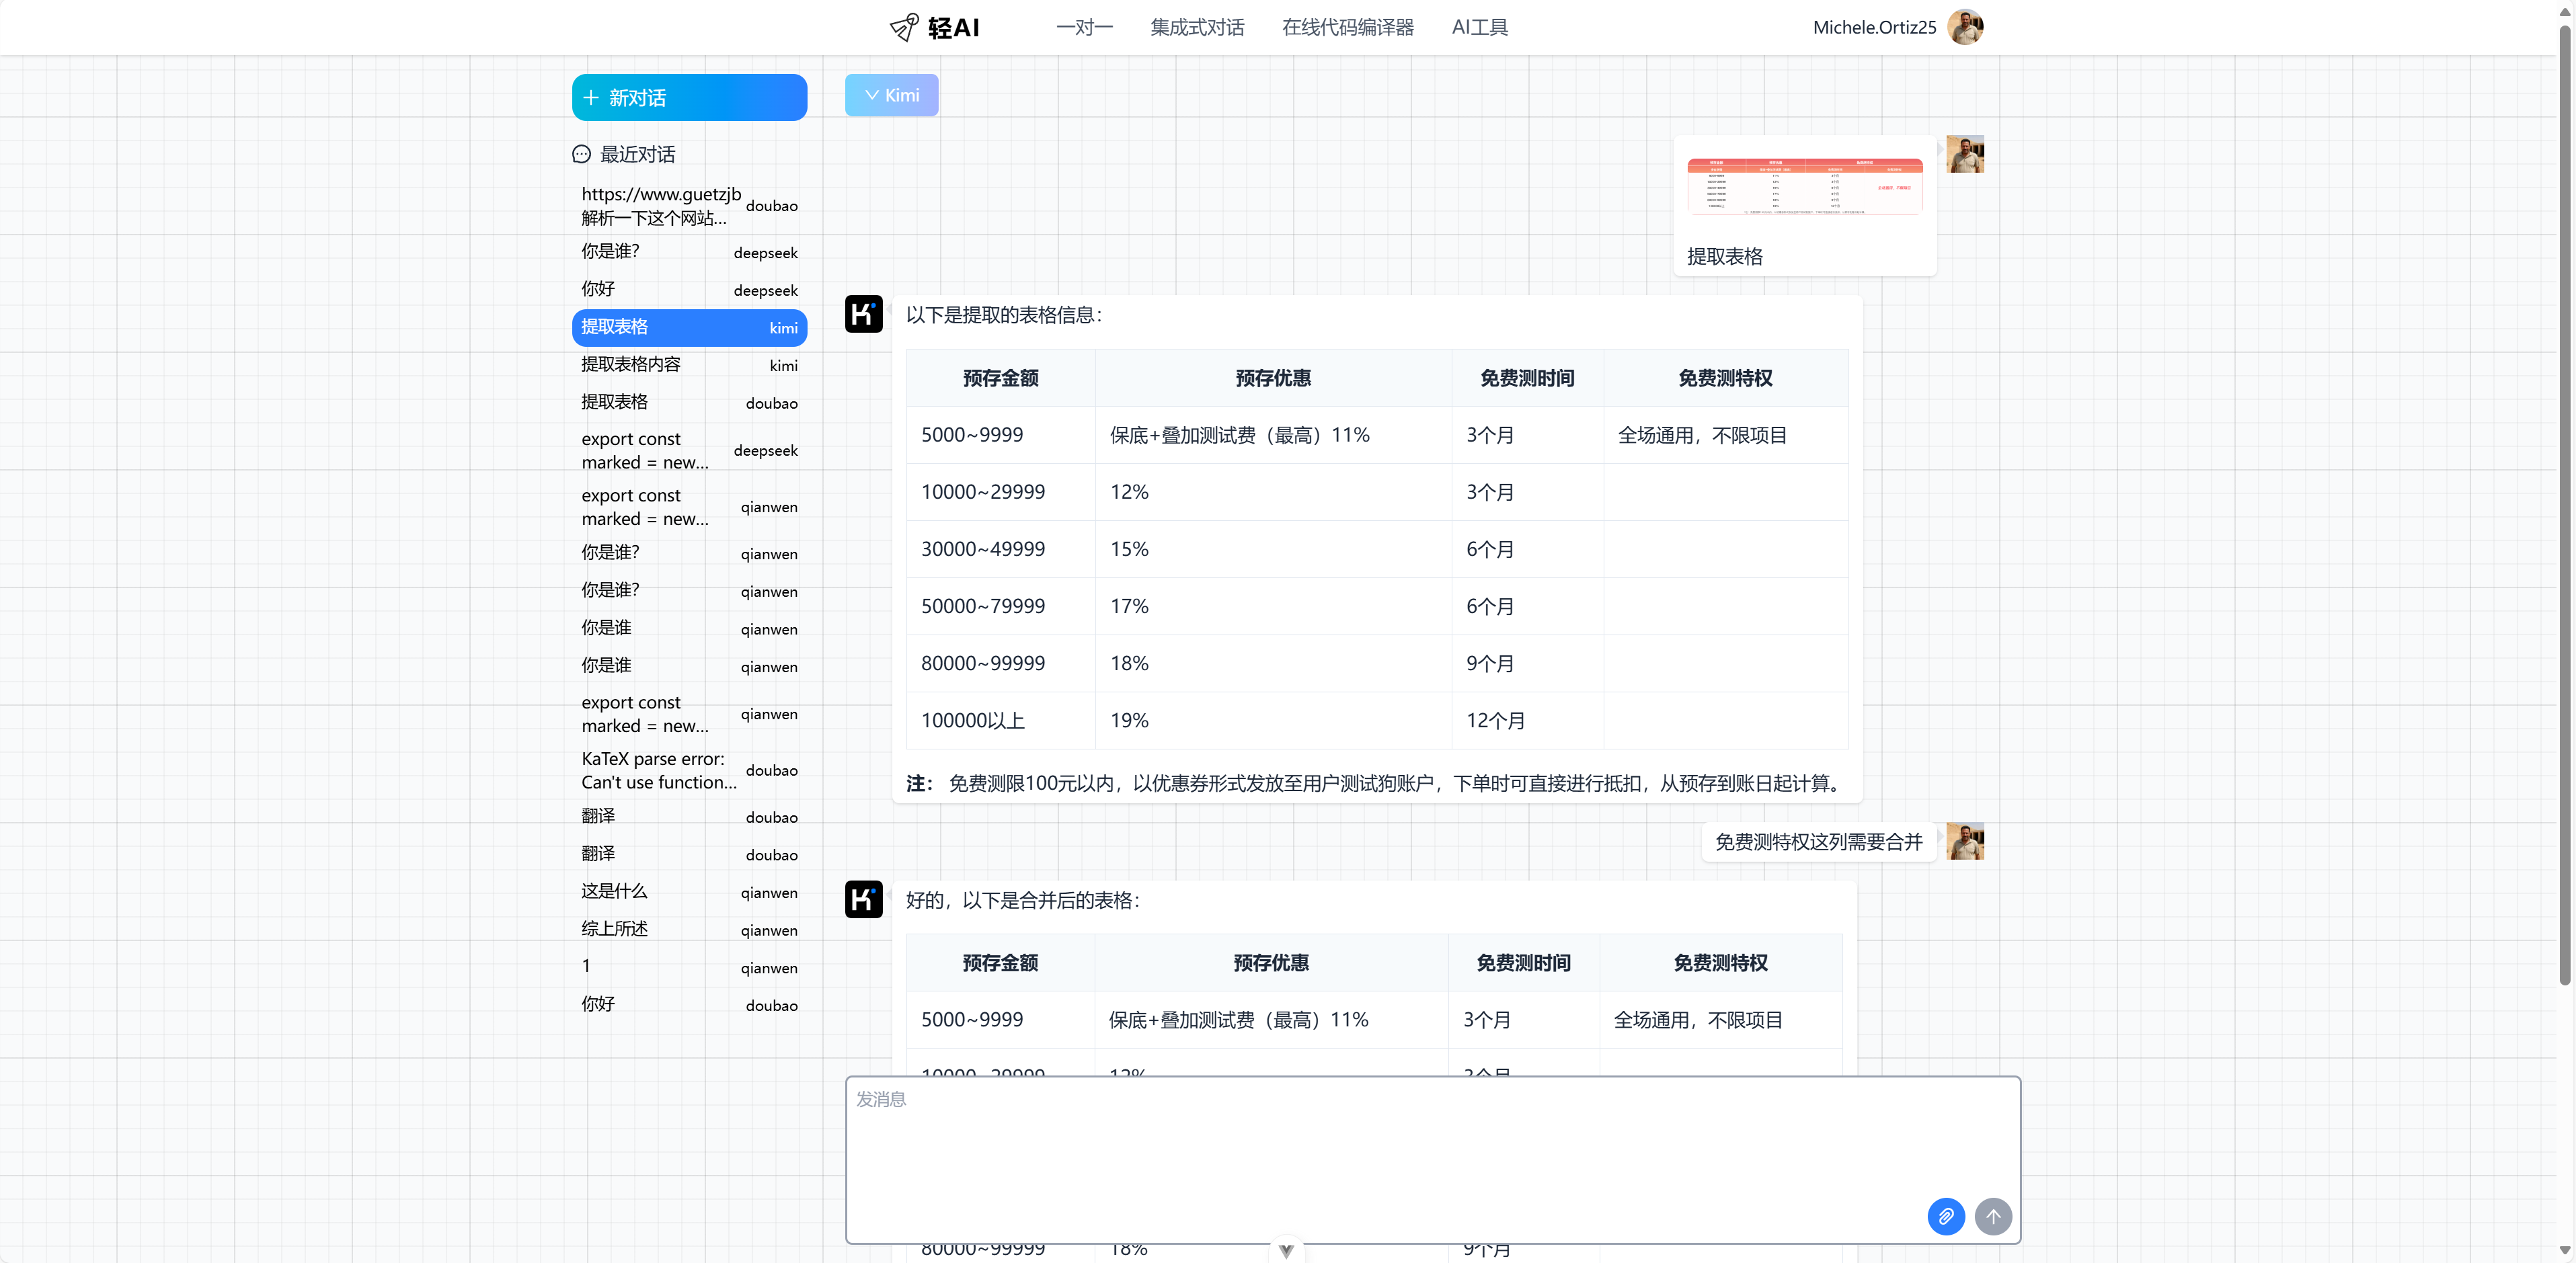 轻AI
一对一 集成式对话 在线代码编译器 AI工具
Michele.Ortiz25
新对话
Kimi
最近对话
https://www.guetzjb
解析一下这个网站... doubao
你是谁？ deepseek
你好 deepseek
提取表格 kimi
提取表格内容 kimi
提取表格 doubao
export const
marked = new... deepseek
export const
marked = new... qianwen
你是谁？ qianwen
你是谁？ qianwen
你是谁 qianwen
你是谁 qianwen
export const
marked = new... qianwen
KaTeX parse error:
Can't use function... doubao
翻译 doubao
翻译 doubao
这是什么 qianwen
综上所述 qianwen
1 qianwen
你好 doubao
提取表格
以下是提取的表格信息：
预存金额 预存优惠 免费测时间 免费测特权
5000~9999 保底+叠加测试费（最高）11% 3个月 全场通用，不限项目
10000~29999 12% 3个月
30000~49999 15% 6个月
50000~79999 17% 6个月
80000~99999 18% 9个月
100000以上 19% 12个月
注： 免费测限100元以内，以优惠券形式发放至用户测试狗账户，下单时可直接进行抵扣，从预存到账日起计算。
免费测特权这列需要合并
好的，以下是合并后的表格：
预存金额 预存优惠 免费测时间 免费测特权
5000~9999 保底+叠加测试费（最高）11% 3个月 全场通用，不限项目
10000~29999 12% 3个月
发消息
80000~99999 18% 9个月